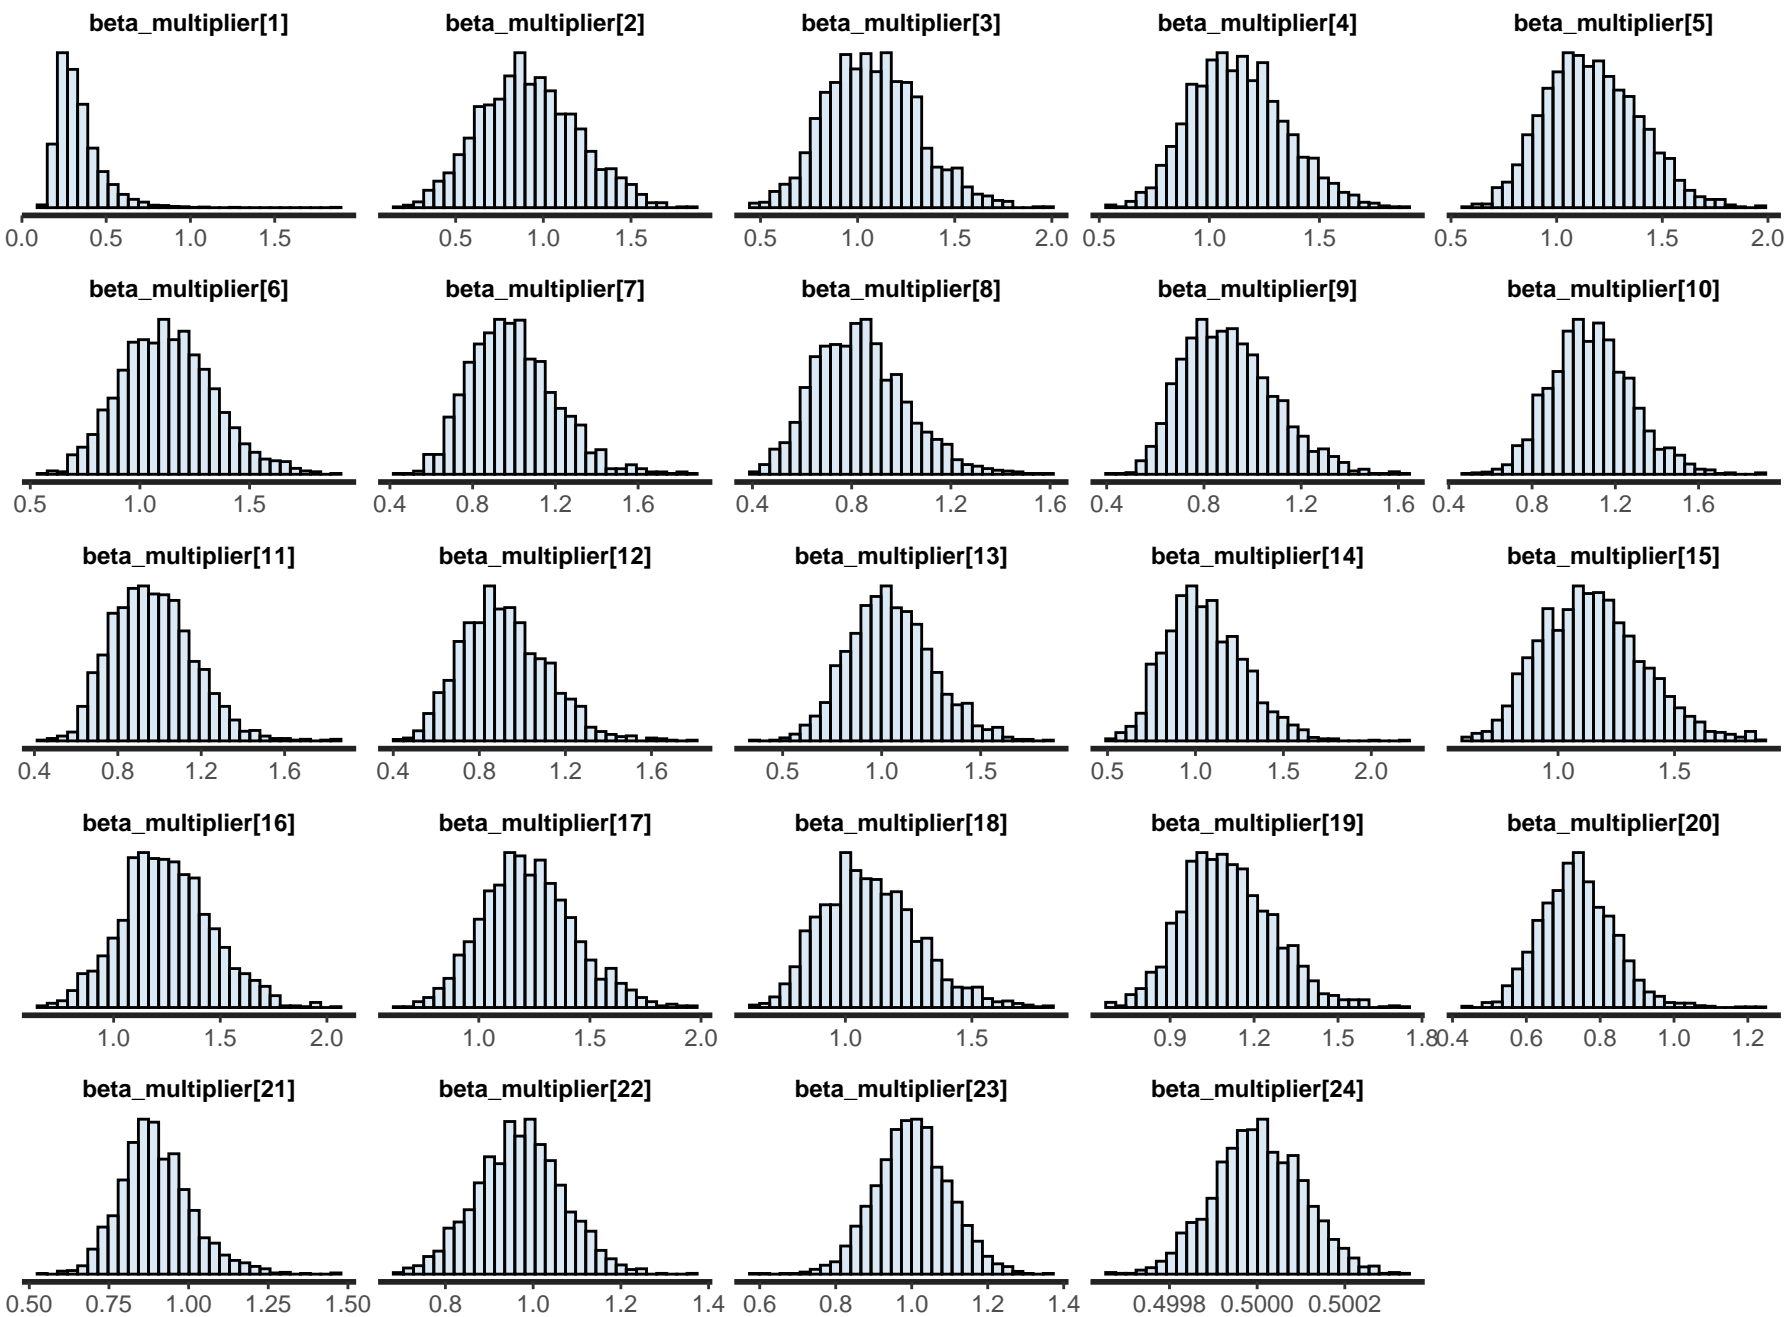 beta_multiplier[1] beta_multiplier[2] beta_multiplier[3] beta_multiplier[4] beta_multiplier[5]
0.0 0.5 1.0 1.5 0.5 1.0 1.5 0.5 1.0 1.5 2.0 0.5 1.0 1.5 0.5 1.0 1.5 2.0
beta_multiplier[6] beta_multiplier[7] beta_multiplier[8] beta_multiplier[9] beta_multiplier[10]
0.5 1.0 1.5 0.4 0.8 1.2 1.6 0.4 0.8 1.2 1.6 0.4 0.8 1.2 1.6 0.4 0.8 1.2 1.6
beta_multiplier[11] beta_multiplier[12] beta_multiplier[13] beta_multiplier[14] beta_multiplier[15]
0.4 0.8 1.2 1.6 0.4 0.8 1.2 1.6 0.5 1.0 1.5 0.5 1.0 1.5 2.0 1.0 1.5
beta_multiplier[16] beta_multiplier[17] beta_multiplier[18] beta_multiplier[19] beta_multiplier[20]
1.0 1.5 2.0 1.0 1.5 2.0 1.0 1.5 0.9 1.2 1.5 1.8 0.4 0.6 0.8 1.0 1.2
beta_multiplier[21] beta_multiplier[22] beta_multiplier[23] beta_multiplier[24]
0.50 0.75 1.00 1.25 1.50 0.8 1.0 1.2 1.4 0.6 0.8 1.0 1.2 1.4 0.4998 0.5000 0.5002